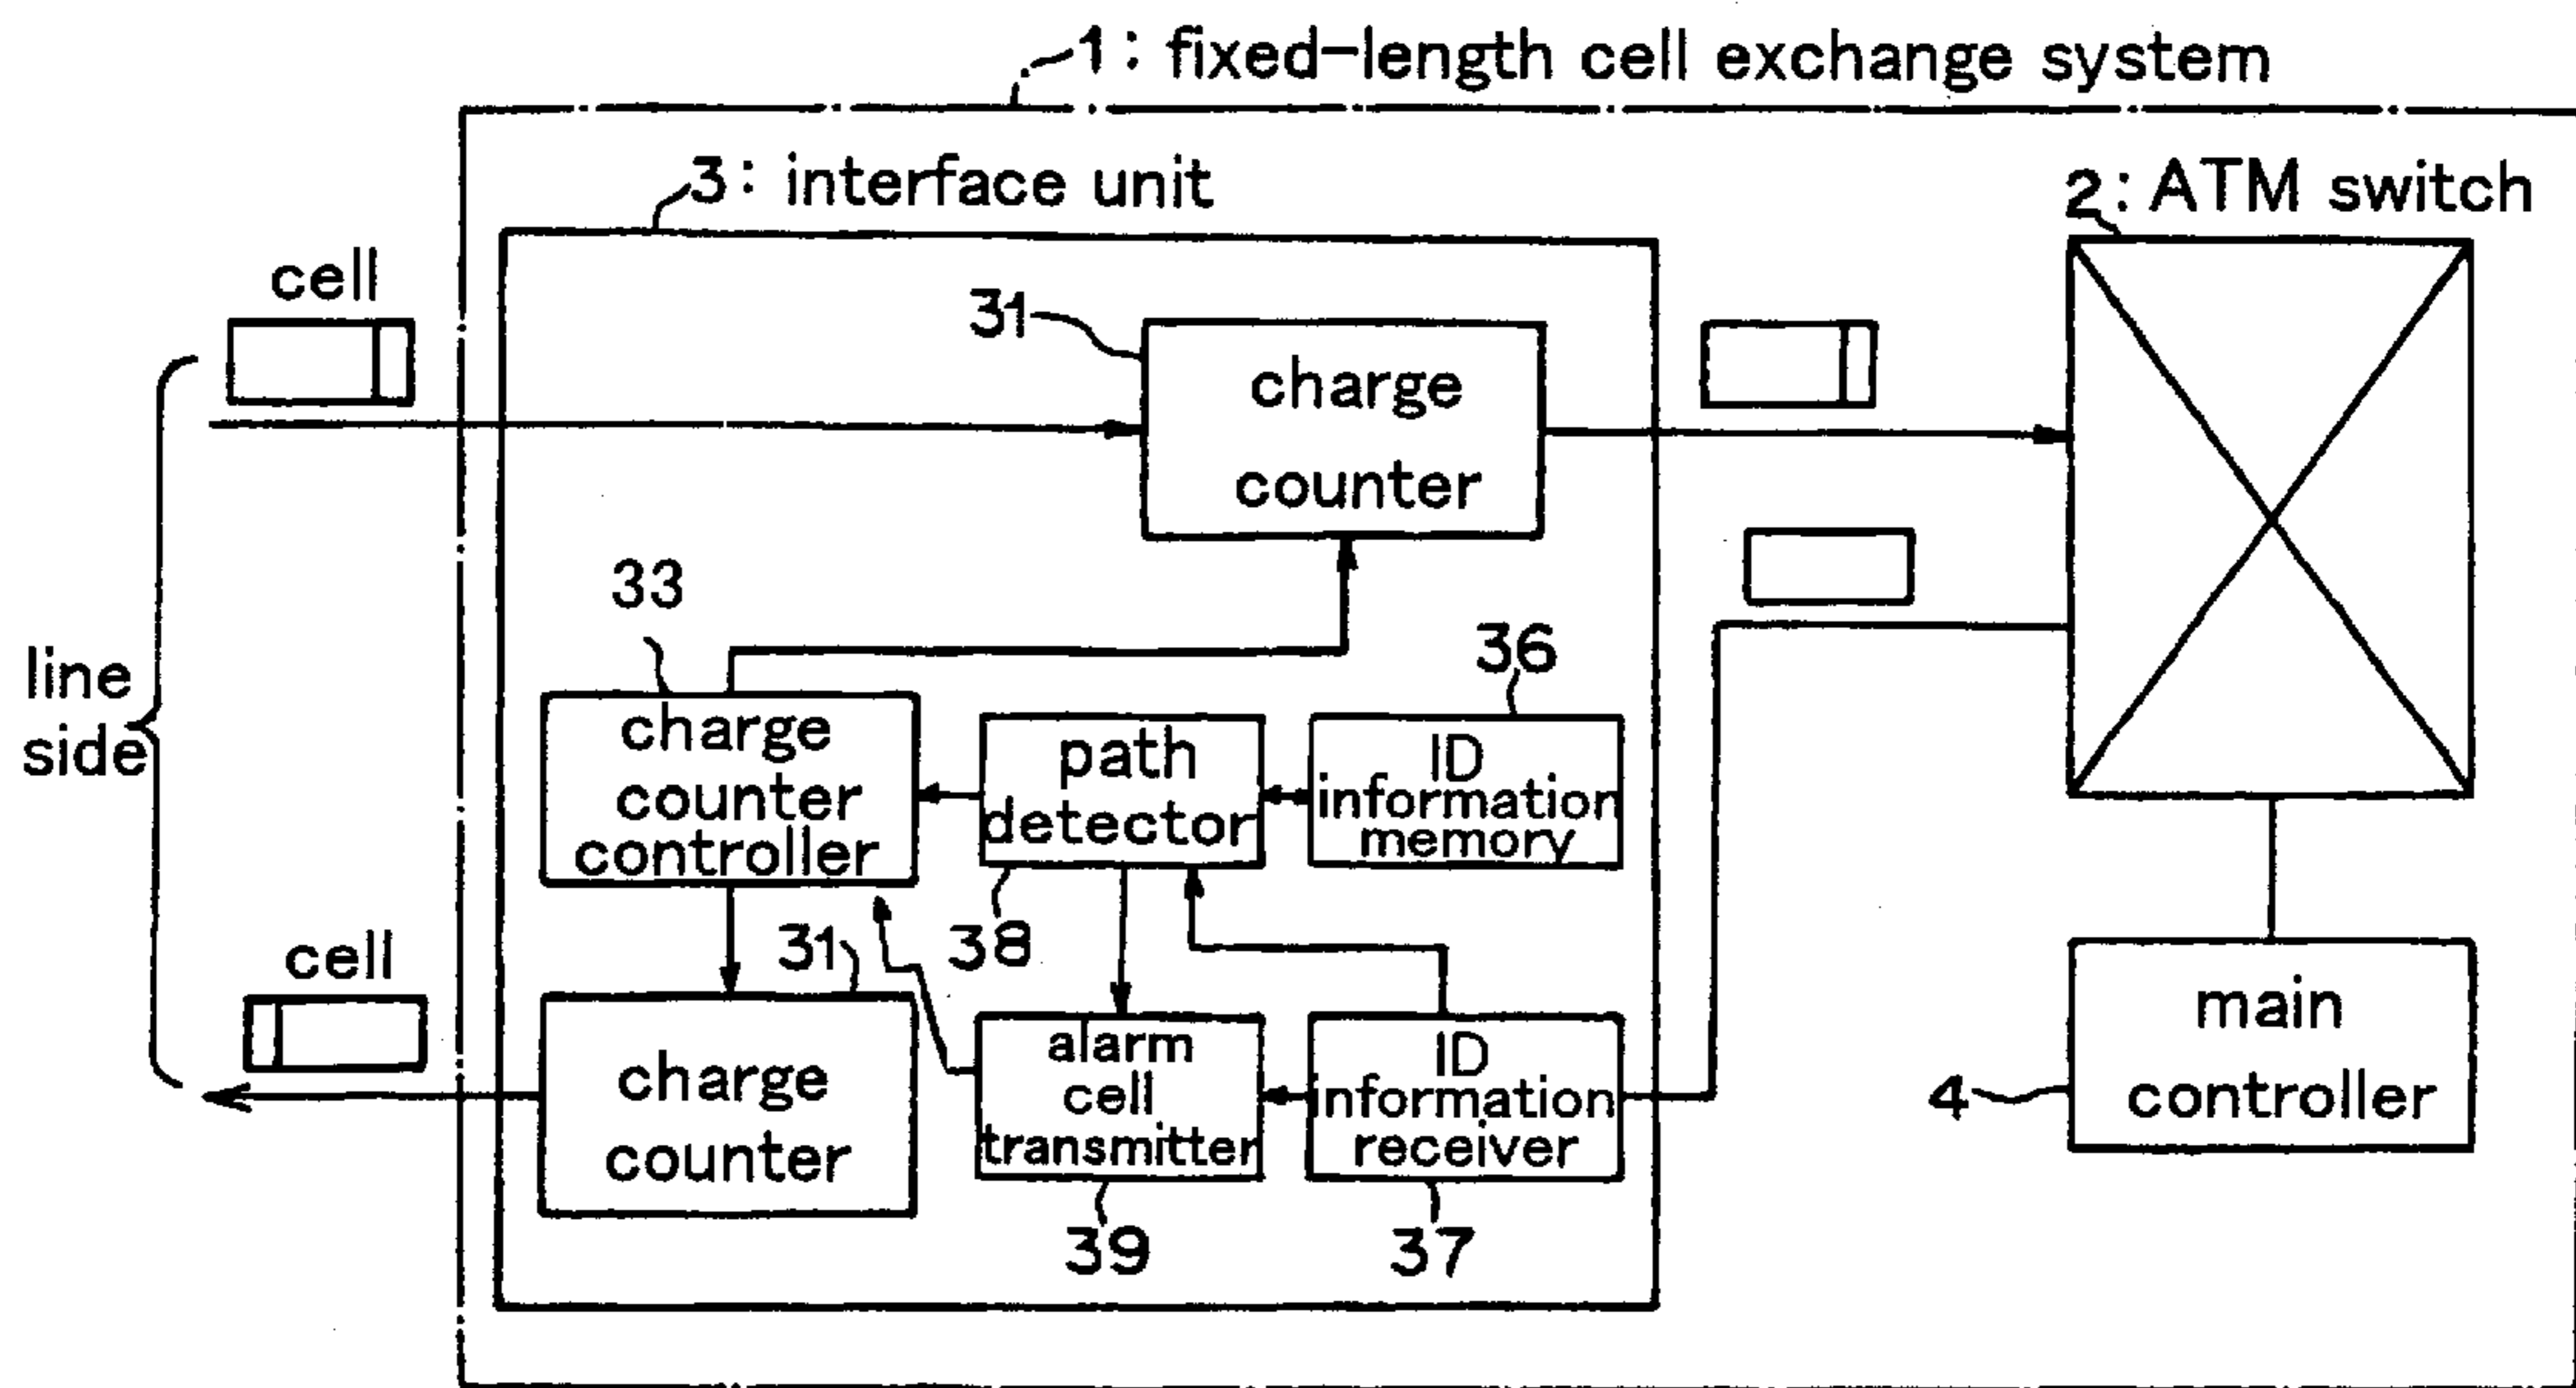 1: fixed-length cell exchange system
3: interface unit
2: ATM switch
cell
31
charge
counter
33
36
line
side
charge
counter
controller
path
detector
ID
information
memory
38
31
cell
charge
counter
alarm
cell
transmitter
ID
information
receiver
main
controller
4
39
37